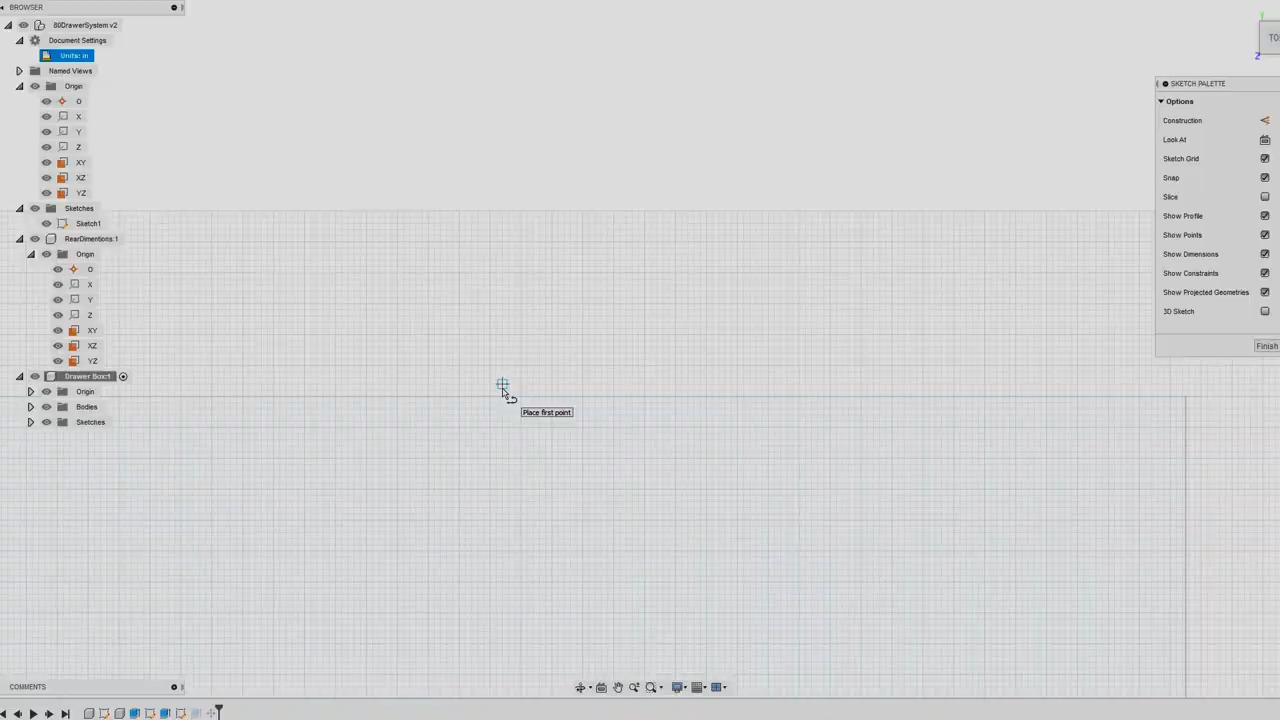 BROWSER
80DrawerSystem v2
Document Settings
Units: in
Named Views
Origin
O
X
Y
Z
XY
XZ
YZ
Sketches
Sketch1
RearDimentions:1
Origin
O
X
Y
Z
XY
XZ
YZ
Drawer Box:1
Origin
Bodies
Sketches
Place first point
Y
TO
Z
SKETCH PALETTE
Options
Construction
Look At
Sketch Grid
Snap
Slice
Show Profile
Show Points
Show Dimensions
Show Constraints
Show Projected Geometries
3D Sketch
Finish
COMMENTS